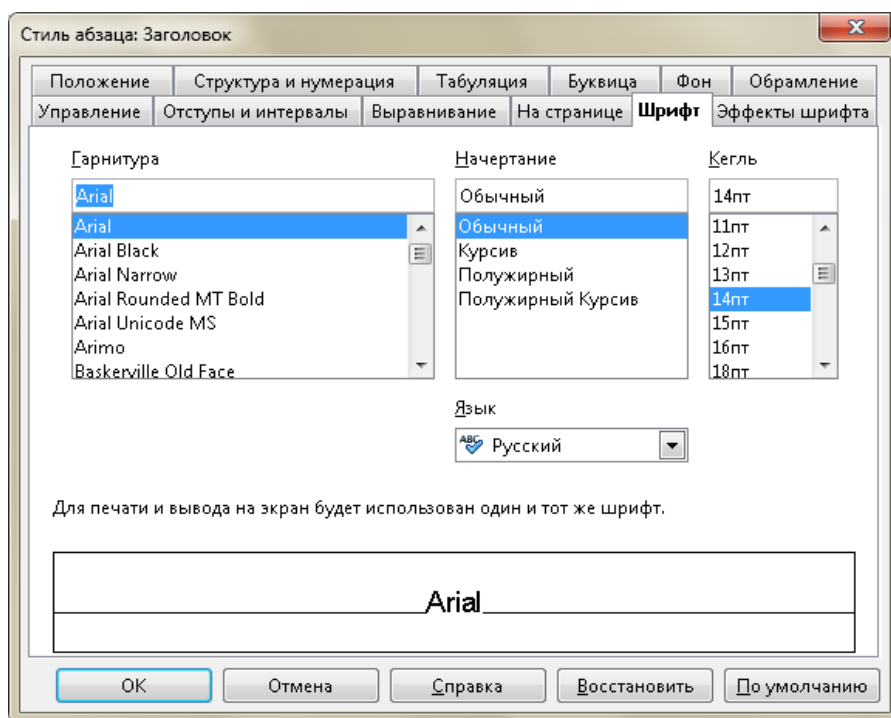 Стиль абзаца: Заголовок
Положение Структура и нумерация Табуляция Буквица Фон Обрамление
Управление Отступы и интервалы Выравнивание На странице Шрифт Эффекты шрифта
Гарнитура Начертание Кегль
Arial Обычный 14пт
Arial Обычный 11пт
Arial Black Курсив 12пт
Arial Narrow Полужирный 13пт
Arial Rounded MT Bold Полужирный Курсив 14пт
Arial Unicode MS 15пт
Arimo 16пт
Baskerville Old Face 18пт
Язык
ABC Русский
Для печати и вывода на экран будет использован один и тот же шрифт.
Arial
ОК Отмена Справка Восстановить По умолчанию